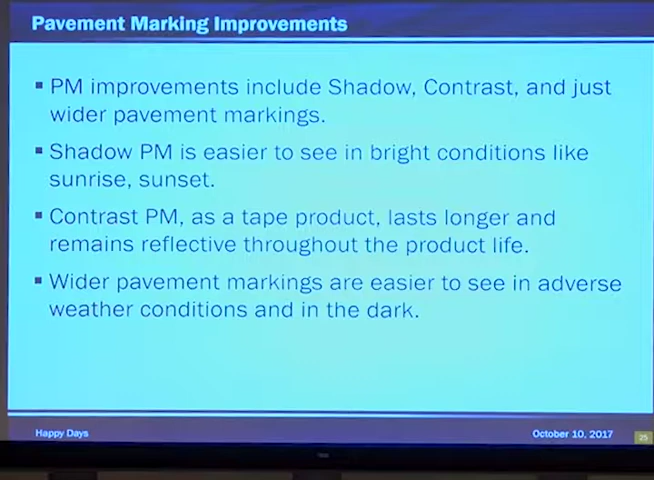 Pavement Marking Improvements
▪ PM improvements include Shadow, Contrast, and just
wider pavement markings.
▪ Shadow PM is easier to see in bright conditions like
sunrise, sunset.
▪ Contrast PM, as a tape product, lasts longer and
remains reflective throughout the product life.
▪ Wider pavement markings are easier to see in adverse
weather conditions and in the dark.
Happy Days
October 10, 2017
25